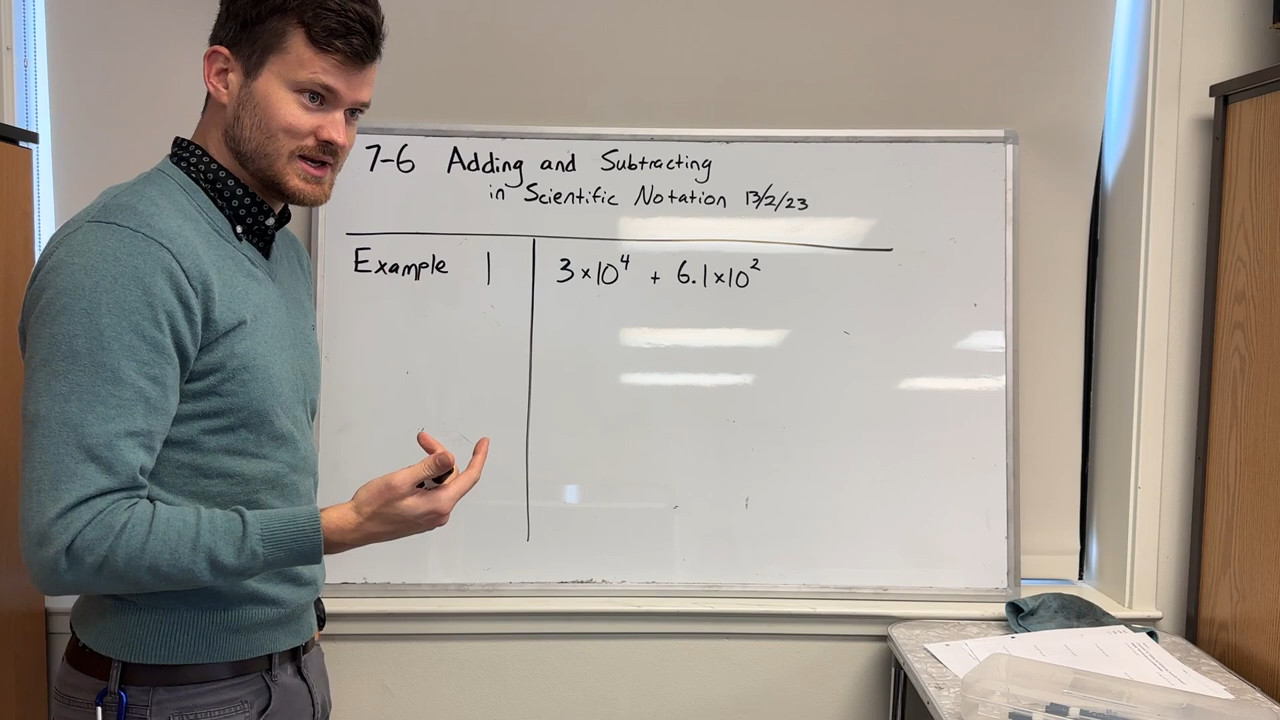 7-6 Adding and Subtracting
in Scientific Notation 13/2/23
Example 1
3×10⁴ + 6.1×10²